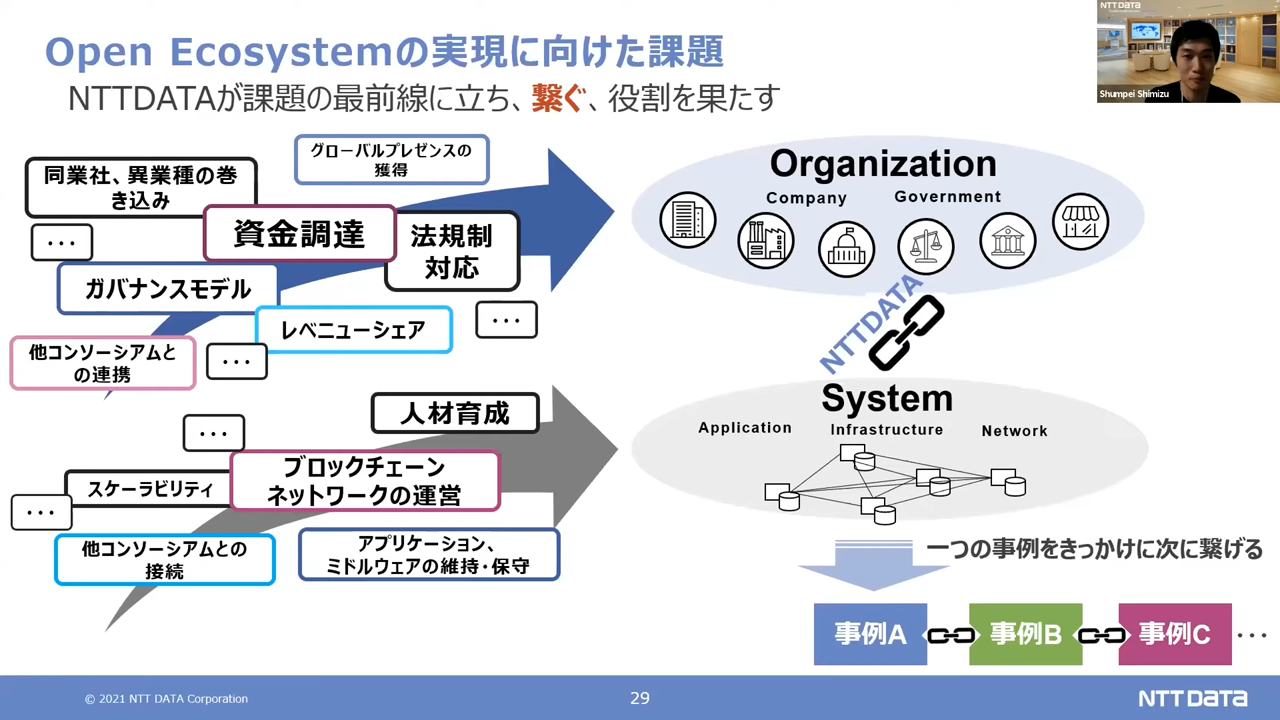 Open Ecosystemの実現に向けた課題
NTTDATAが課題の最前線に立ち、繋ぐ、役割を果たす
NTTDATA
Shumpei Shimizu
グローバルプレゼンスの
獲得
同業社、異業種の巻
き込み
資金調達
法規制
対応
・・・
ガバナンスモデル
レベニューシェア
・・・
他コンソーシアムと
の連携
・・・
人材育成
・・・
ブロックチェーン
ネットワークの運営
スケーラビリティ
・・・
他コンソーシアムとの
接続
アプリケーション、
ミドルウェアの維持・保守
Organization
Company
Government
NTTDATA
System
Application
Infrastructure
Network
一つの事例をきっかけに次に繋げる
事例A
事例B
事例C
・・・
© 2021 NTT DATA Corporation
29
NTTDATA